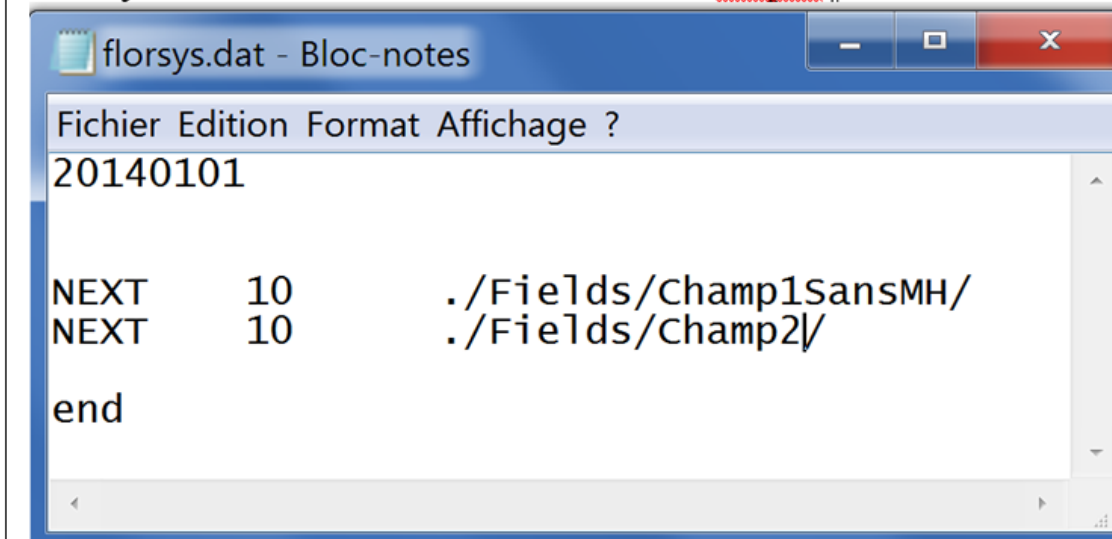 florsys.dat - Bloc-notes
Fichier Edition Format Affichage ?
20140101
NEXT 10 ./Fields/Champ1SansMH/
NEXT 10 ./Fields/Champ2/
end